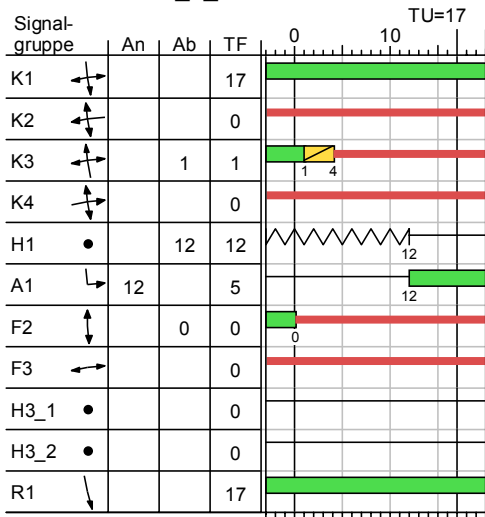 TU=17
Signal-
gruppe An Ab TF 0 10
K1 17
K2 0
K3 1 1
1 4
K4 0
H1 12 12
12
A1 12 5
12
F2 0 0
0
F3 0
H3_1 0
H3_2 0
R1 17